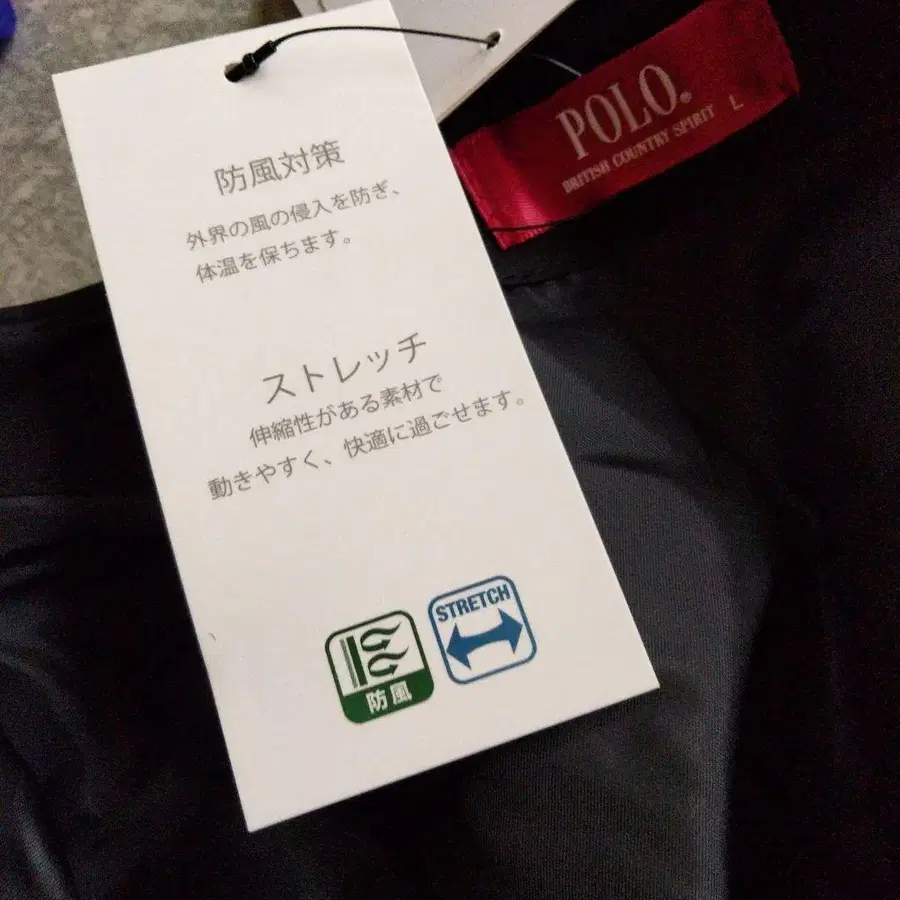 防風対策
外界の風の侵入を防ぎ、
体温を保ちます。
ストレッチ
伸縮性がある素材で
動きやすく、快適に過ごせます。
防風
STRETCH
POLO®
BRITISH COUNTRY SPIRIT L